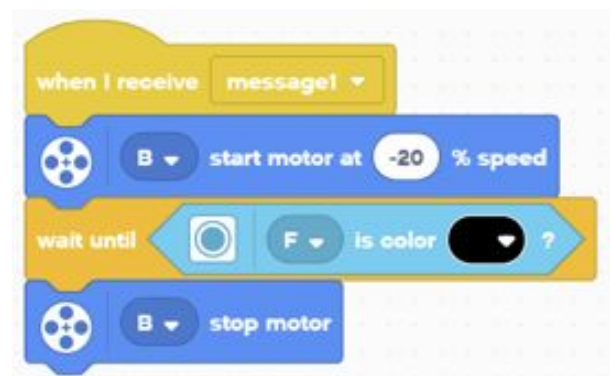 when I receive message1
B start motor at -20 % speed
wait until F is color ?
B stop motor